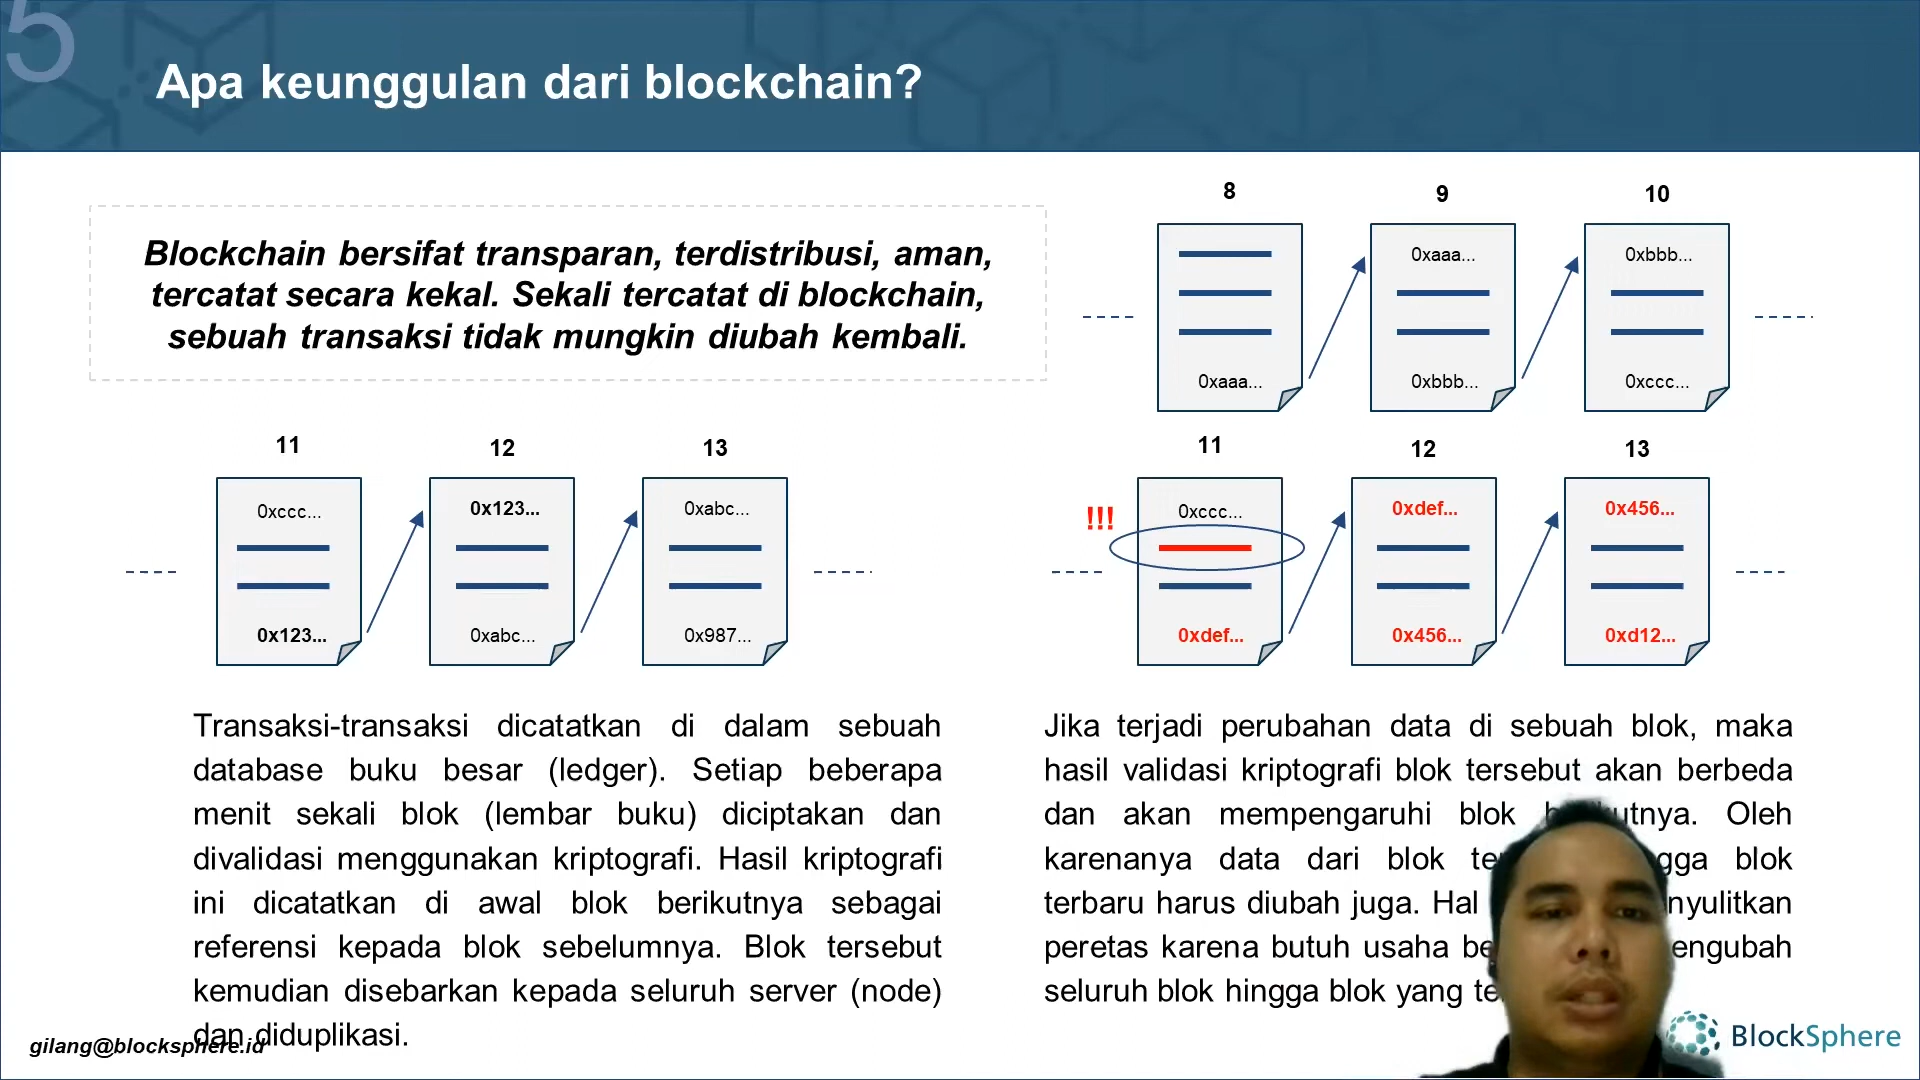 5
Apa keunggulan dari blockchain?
Blockchain bersifat transparan, terdistribusi, aman,
tercatat secara kekal. Sekali tercatat di blockchain,
sebuah transaksi tidak mungkin diubah kembali.
8
9
10
0xaaa...
0xaaa...
0xbbb...
0xbbb...
0xccc...
11
12
13
0xccc...
0x123...
0x123...
0xabc...
0xabc...
0x987...
11
12
13
!!!
0xccc...
0xdef...
0xdef...
0x456...
0x456...
0xd12...
Transaksi-transaksi dicatatkan di dalam sebuah
database buku besar (ledger). Setiap beberapa
menit sekali blok (lembar buku) diciptakan dan
divalidasi menggunakan kriptografi. Hasil kriptografi
ini dicatatkan di awal blok berikutnya sebagai
referensi kepada blok sebelumnya. Blok tersebut
kemudian disebarkan kepada seluruh server (node)
dan diduplikasi.
Jika terjadi perubahan data di sebuah blok, maka
hasil validasi kriptografi blok tersebut akan berbeda
dan akan mempengaruhi blok Oleh
karenanya data dari blok blok
terbaru harus diubah juga. Hal
peretas karena butuh usaha
seluruh blok hingga blok yang
gilang@blocksphere.id
BlockSphere